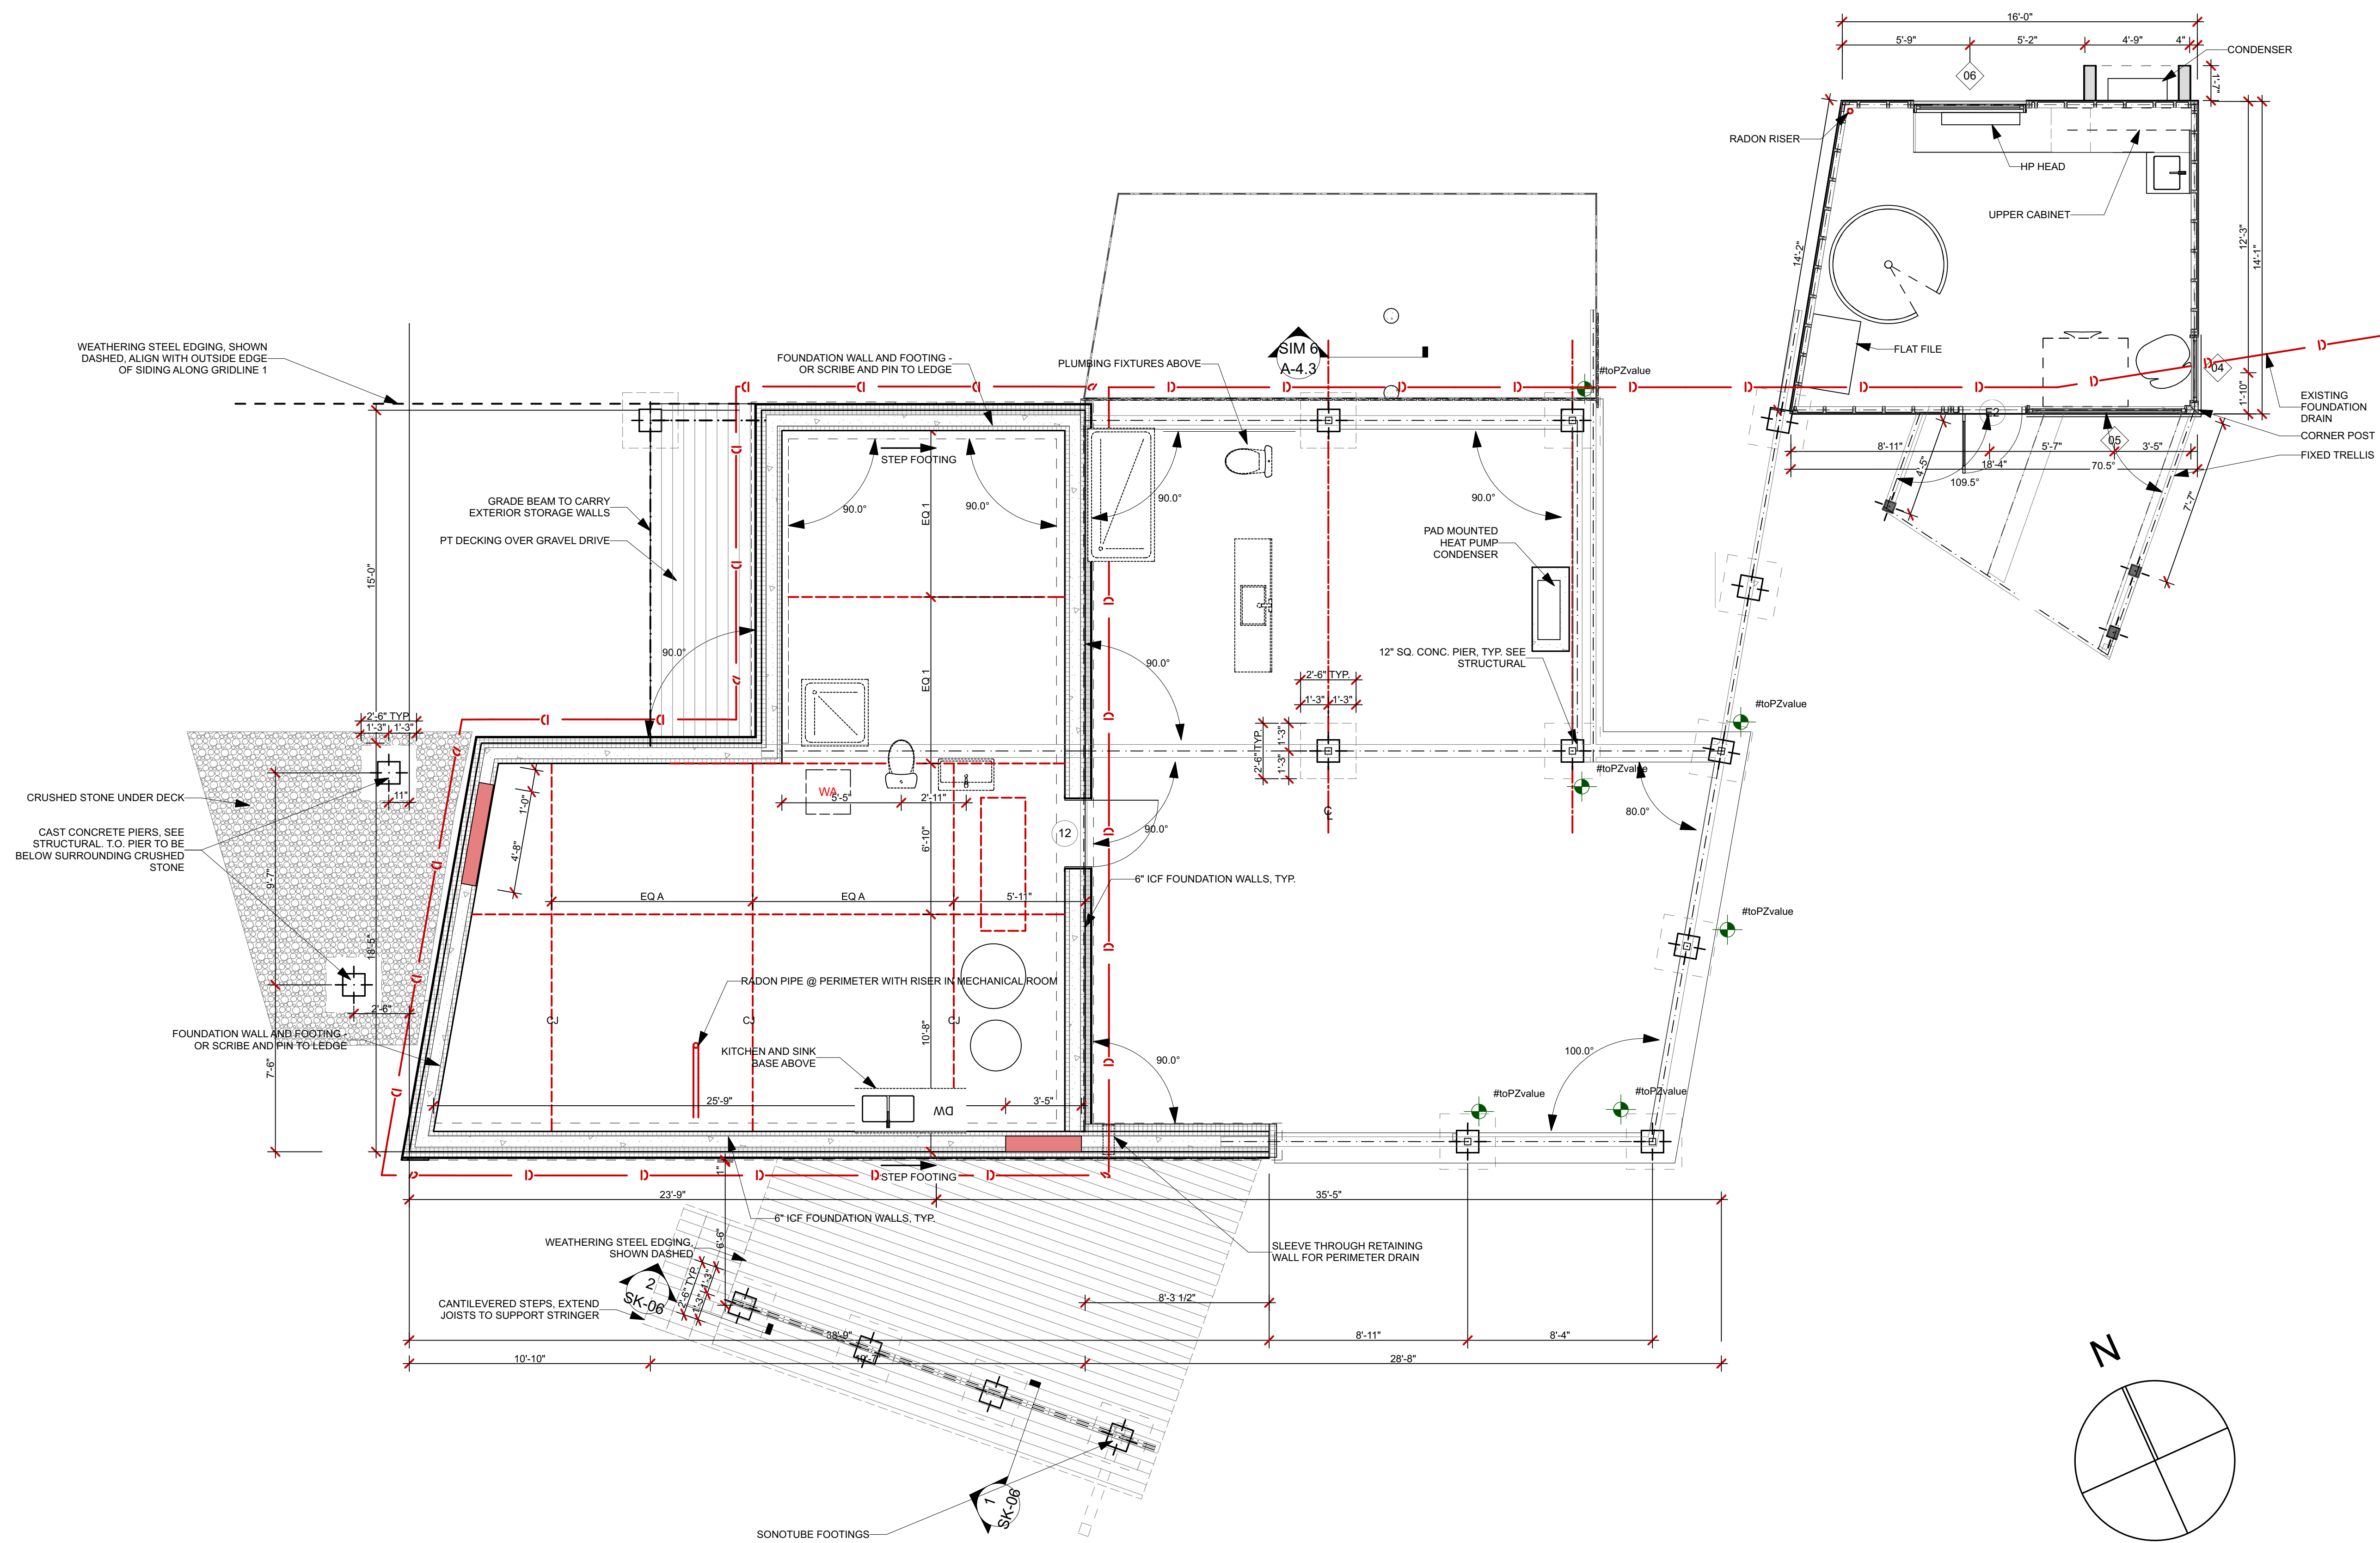 16'-0"
5'-9"
5'-2"
4'-9"
4"
CONDENSER
06
1'-7"
RADON RISER
HP HEAD
UPPER CABINET
14'-2"
12'-3"
14'-1"
FLAT FILE
04
1'-10"
EXISTING
FOUNDATION
DRAIN
CORNER POST
FIXED TRELLIS
05
8'-11"
5'-7"
3'-5"
18'-4"
70.5°
109.5°
4'-5"
7'-7"
WEATHERING STEEL EDGING, SHOWN
DASHED, ALIGN WITH OUTSIDE EDGE
OF SIDING ALONG GRIDLINE 1
FOUNDATION WALL AND FOOTING -
OR SCRIBE AND PIN TO LEDGE
PLUMBING FIXTURES ABOVE
SIM 6
A-4.3
#toPZvalue
D D D D D D D D D
STEP FOOTING
GRADE BEAM TO CARRY
EXTERIOR STORAGE WALLS
PT DECKING OVER GRAVEL DRIVE
90.0°
90.0°
90.0°
90.0°
EQ 1
PAD MOUNTED
HEAT PUMP
CONDENSER
15'-0"
90.0°
90.0°
EQ 1
12" SQ. CONC. PIER, TYP. SEE
STRUCTURAL
2'-6" TYP.
1'-3"
1'-3"
#toPZvalue
2'-6" TYP
1'-3"
1'-3"
2'-6" TYP.
1'-3"
1'-3"
#toPZvalue
CRUSHED STONE UNDER DECK
11"
1'-0"
WA
5'-5"
2'-11"
80.0°
CAST CONCRETE PIERS, SEE
STRUCTURAL. T.O. PIER TO BE
BELOW SURROUNDING CRUSHED
STONE
4'-8"
6'-10"
12
90.0°
9'-7"
EQ A
EQ A
5'-11"
6" ICF FOUNDATION WALLS, TYP.
#toPZvalue
18'-5"
RADON PIPE @ PERIMETER WITH RISER IN MECHANICAL ROOM
2'-6"
CJ
CJ
CJ
FOUNDATION WALL AND FOOTING -
OR SCRIBE AND PIN TO LEDGE
10'-8"
KITCHEN AND SINK
BASE ABOVE
90.0°
100.0°
7'-6"
#toPZvalue
#toPZvalue
25'-9"
DW
3'-5"
STEP FOOTING
1"
23'-9"
35'-5"
6" ICF FOUNDATION WALLS, TYP.
6'-6"
WEATHERING STEEL EDGING,
SHOWN DASHED
SLEEVE THROUGH RETAINING
WALL FOR PERIMETER DRAIN
2
SK-06
2'-6" TYP.
1'-3"
1'-3"
CANTILEVERED STEPS, EXTEND
JOISTS TO SUPPORT STRINGER
8'-3 1/2"
38'-9"
8'-11"
8'-4"
10'-10"
28'-8"
N
1
SK-06
SONOTUBE FOOTINGS